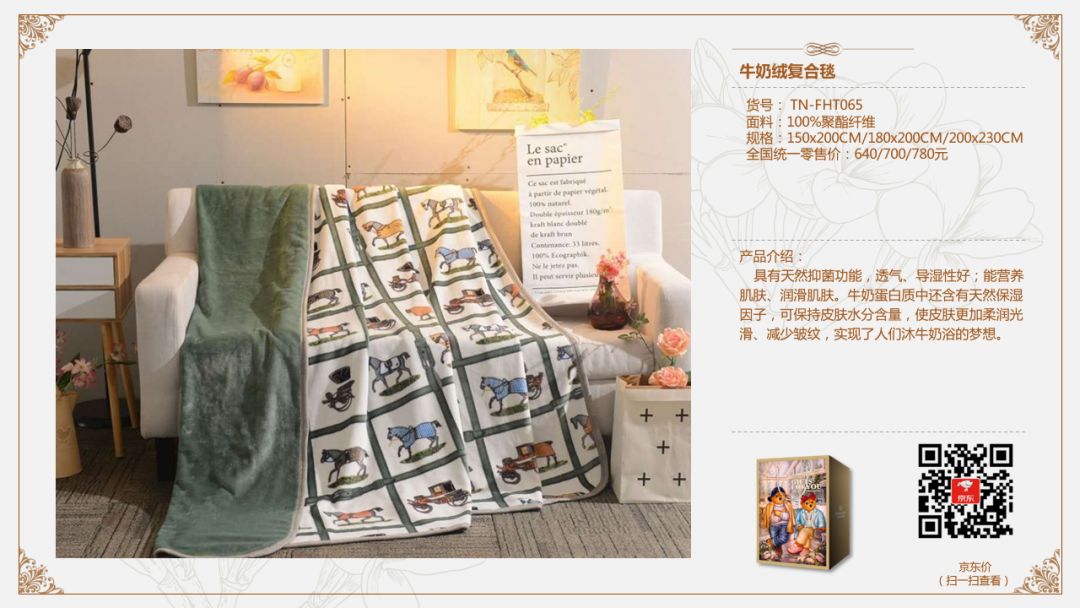 牛奶绒复合毯
货号： TN-FHT065
面料：100%聚酯纤维
规格：150x200CM/180x200CM/200x230CM
全国统一零售价：640/700/780元
Le sac"
en papier
Ce sac est fabriqué
à partir de papier végétal.
100% naturel.
Double épaisseur 180g/m²
kraft blanc doublé
de kraft brun
Contenance: 33 litres.
100% Ecographik.
Ne le jetez pas.
Il peut servir plusieu
产品介绍：
具有天然抑菌功能，透气、导湿性好；能营养
肌肤、润滑肌肤。牛奶蛋白质中还含有天然保湿
因子，可保持皮肤水分含量，使皮肤更加柔润光
滑、减少皱纹，实现了人们沐牛奶浴的梦想。
京东
京东价
（扫一扫查看）